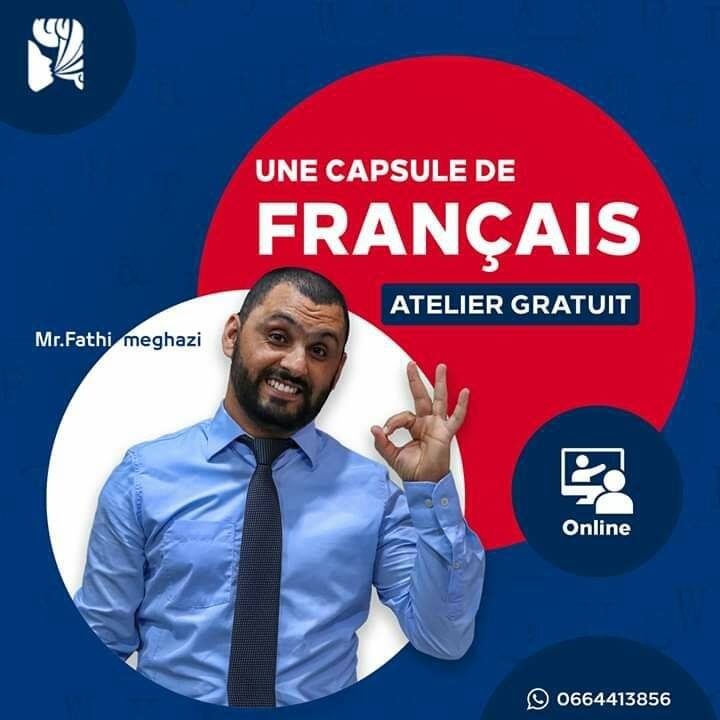 UNE CAPSULE DE
FRANÇAIS
ATELIER GRATUIT
Mr.Fathi meghazi
Online
0664413856